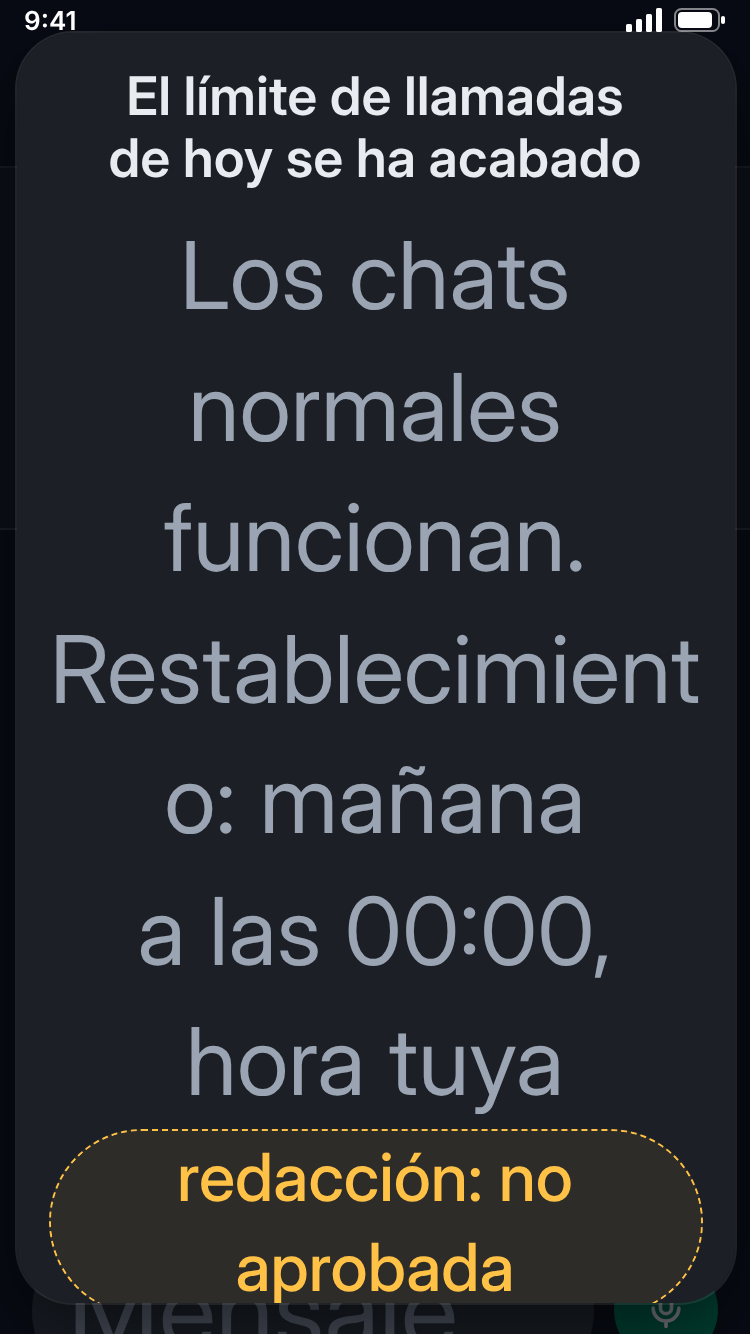 9:41
El límite de llamadas
de hoy se ha acabado
Los chats
normales
funcionan.
Restablecimient
o: mañana
a las 00:00,
hora tuya
redacción: no
aprobada
Mensaje